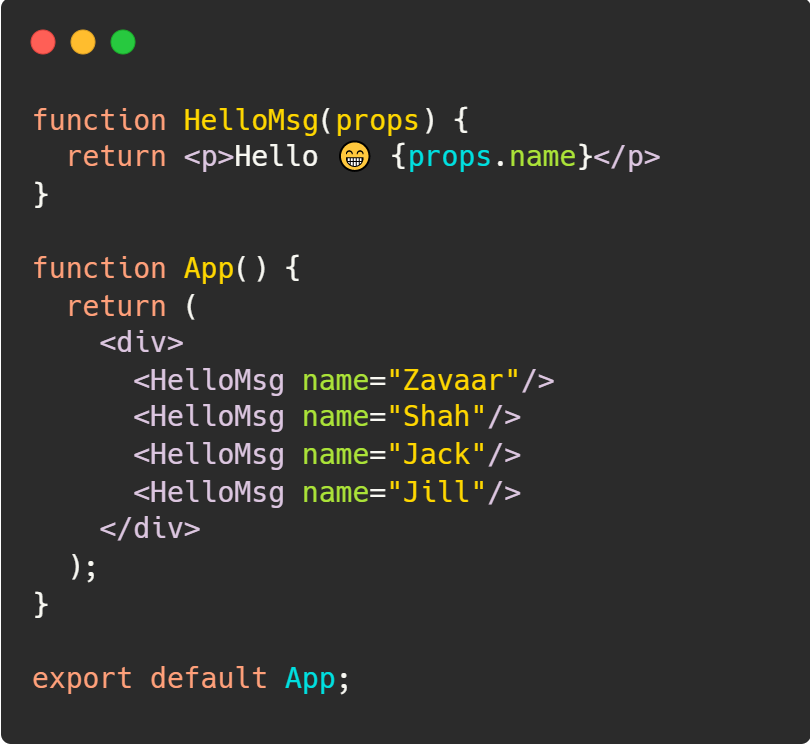 function HelloMsg(props) {
  return <p>Hello 😁 {props.name}</p>
}

function App() {
  return (
    <div>
      <HelloMsg name="Zavaar"/>
      <HelloMsg name="Shah"/>
      <HelloMsg name="Jack"/>
      <HelloMsg name="Jill"/>
    </div>
  );
}

export default App;